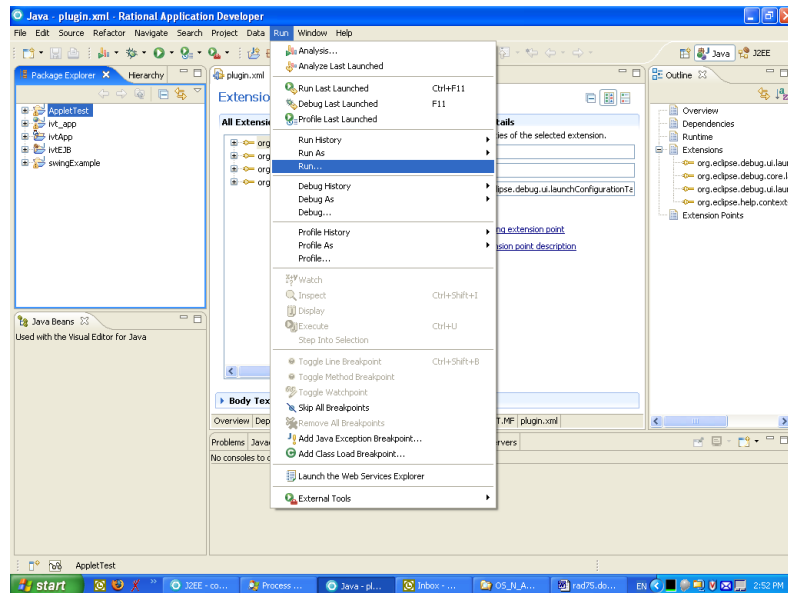 Java - plugin.xml - Rational Application Developer
File Edit Source Refactor Navigate Search Project Data Run Window Help
Java J2EE
Package Explorer Hierarchy
AppletTest
ivt_app
ivtApp
ivtEJB
swingExample
Java Beans
Used with the Visual Editor for Java
plugin.xml
Extensio
All Extensi
org
org
org
org
Body Tex
Overview Dep
Analysis...
Analyze Last Launched
Run Last Launched Ctrl+F11
Debug Last Launched F11
Profile Last Launched
Run History
Run As
Run...
Debug History
Debug As
Debug...
Profile History
Profile As
Profile...
Watch
Inspect Ctrl+Shift+I
Display
Execute Ctrl+U
Step Into Selection
Toggle Line Breakpoint Ctrl+Shift+B
Toggle Method Breakpoint
Toggle Watchpoint
Skip All Breakpoints
Remove All Breakpoints
Add Java Exception Breakpoint...
Add Class Load Breakpoint...
Launch the Web Services Explorer
External Tools
tails
ies of the selected extension.
lipse.debug.ui.launchConfigurationTa
ng extension point
nsion point description
T.MF plugin.xml
Outline
Overview
Dependencies
Runtime
Extensions
org.eclipse.debug.ui.lau
org.eclipse.debug.core.l
org.eclipse.debug.ui.lau
org.eclipse.help.context
Extension Points
Problems Java
rvers
No consoles to d
AppletTest
start J2EE - co... Process ... Java - pl... Inbox - ... OS_N_A... rad75.do... EN 2:52 PM